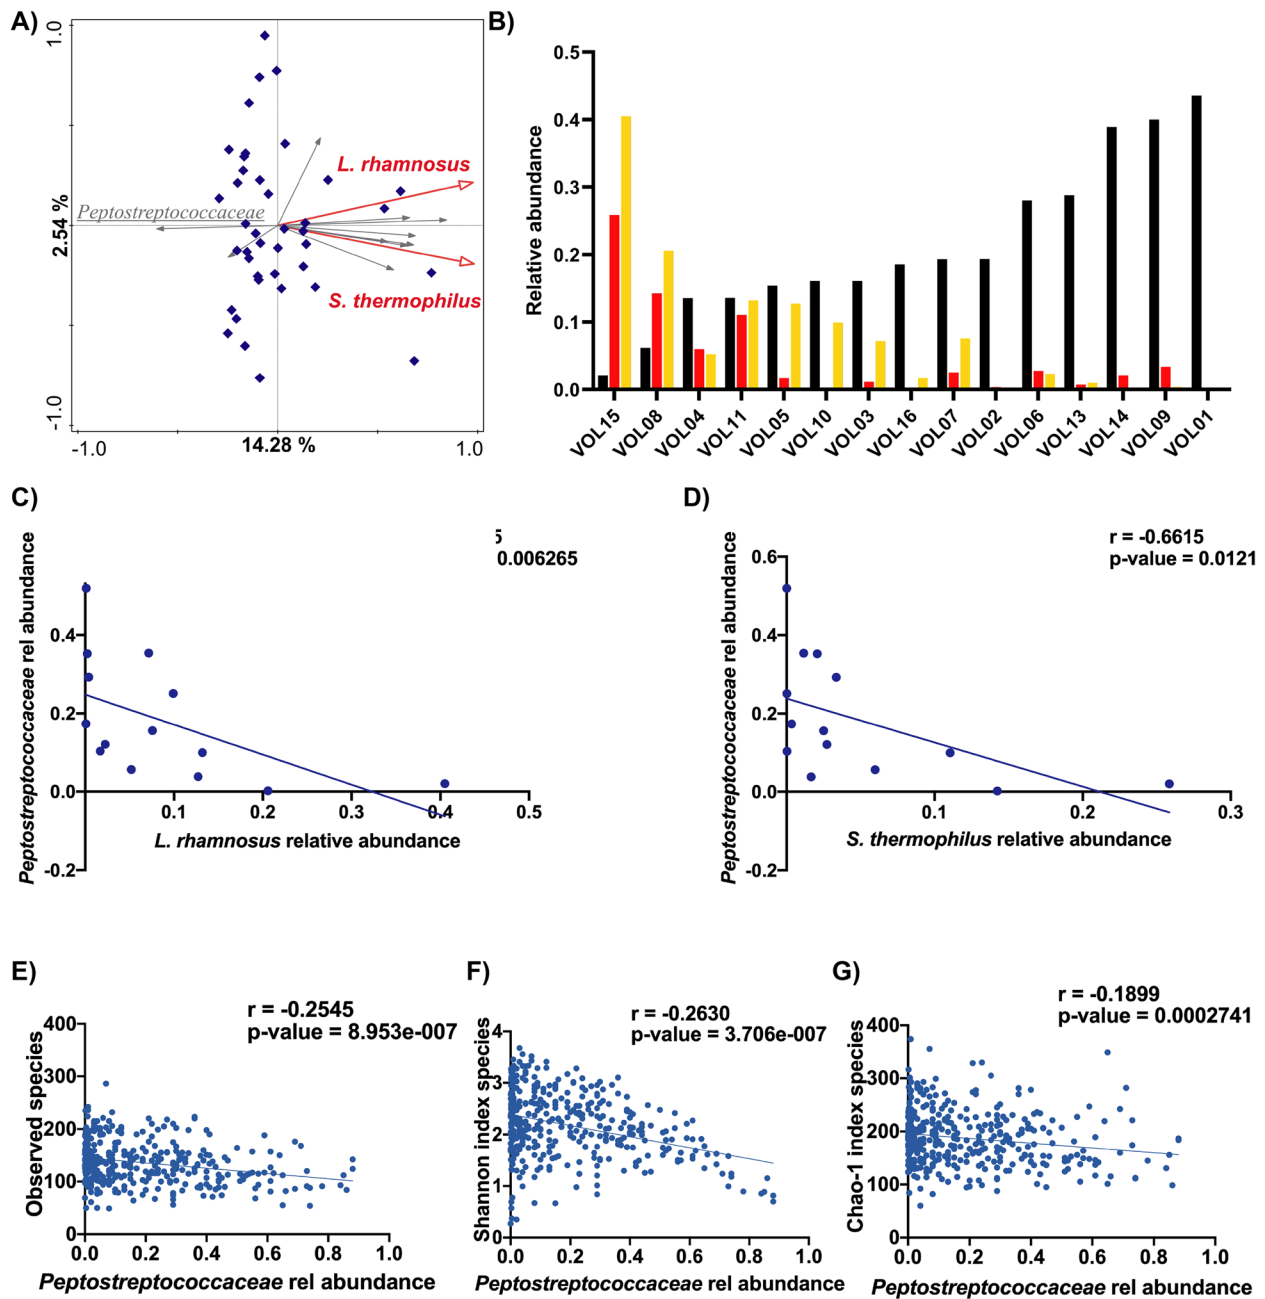 A)
1.0
2.54 %
-1.0
-1.0
14.28 %
1.0
L. rhamnosus
Peptostreptococcaceae
S. thermophilus
B)
Relative abundance
0.5
0.4
0.3
0.2
0.1
0.0
VOL15
VOL08
VOL04
VOL11
VOL05
VOL10
VOL03
VOL16
VOL07
VOL02
VOL06
VOL13
VOL14
VOL09
VOL01
C)
0.006265
Peptostreptococcaceae rel abundance
0.4
0.2
0.0
-0.2
0.1
0.2
0.3
0.4
0.5
L. rhamnosus relative abundance
D)
r = -0.6615
p-value = 0.0121
Peptostreptococcaceae rel abundance
0.6
0.4
0.2
0.0
-0.2
0.1
0.2
0.3
S. thermophilus relative abundance
E)
r = -0.2545
p-value = 8.953e-007
Observed species
400
300
200
100
0
0.0
0.2
0.4
0.6
0.8
1.0
Peptostreptococcaceae rel abundance
F)
r = -0.2630
p-value = 3.706e-007
Shannon index species
4
3
2
1
0
0.0
0.2
0.4
0.6
0.8
1.0
Peptostreptococcaceae rel abundance
G)
r = -0.1899
p-value = 0.0002741
Chao-1 index species
400
300
200
100
0
0.0
0.2
0.4
0.6
0.8
1.0
Peptostreptococcaceae rel abundance